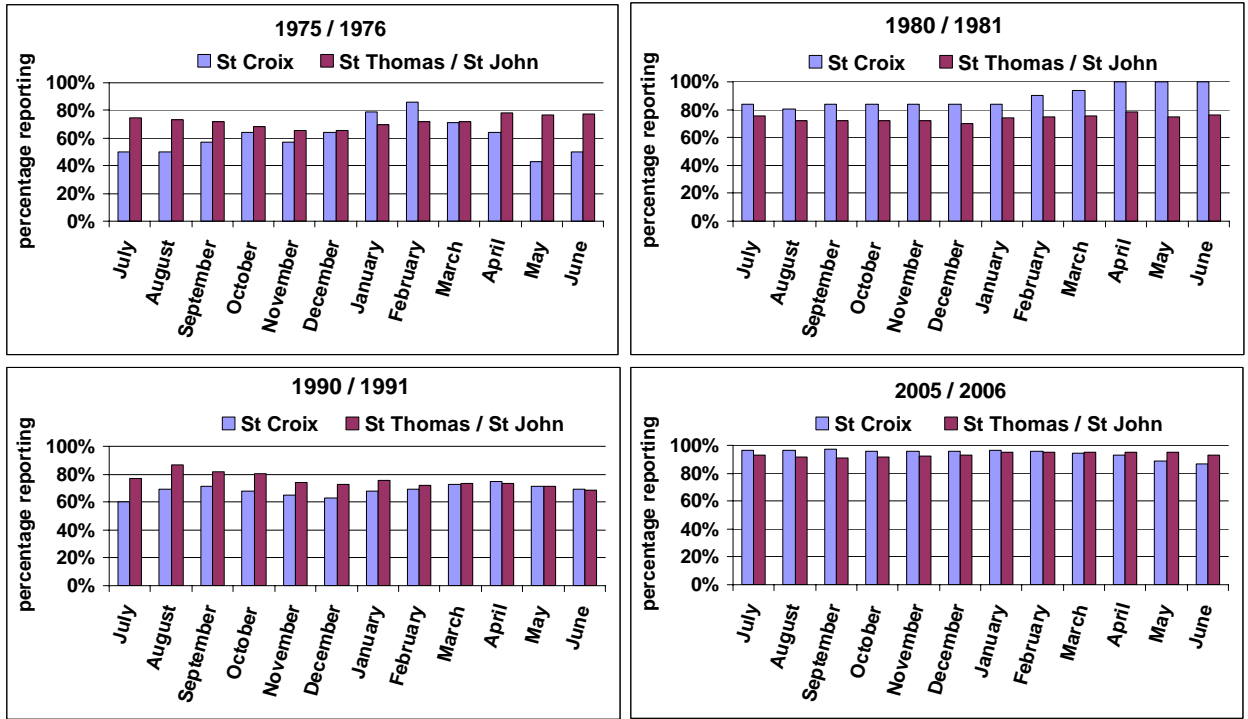 1975 / 1976
St Croix St Thomas / St John
percentage reporting
100%
80%
60%
40%
20%
0%
July
August
September
October
November
December
January
February
March
April
May
June
1980 / 1981
St Croix St Thomas / St John
percentage reporting
100%
80%
60%
40%
20%
0%
July
August
September
October
November
December
January
February
March
April
May
June
1990 / 1991
St Croix St Thomas / St John
percentage reporting
100%
80%
60%
40%
20%
0%
July
August
September
October
November
December
January
February
March
April
May
June
2005 / 2006
St Croix St Thomas / St John
percentage reporting
100%
80%
60%
40%
20%
0%
July
August
September
October
November
December
January
February
March
April
May
June